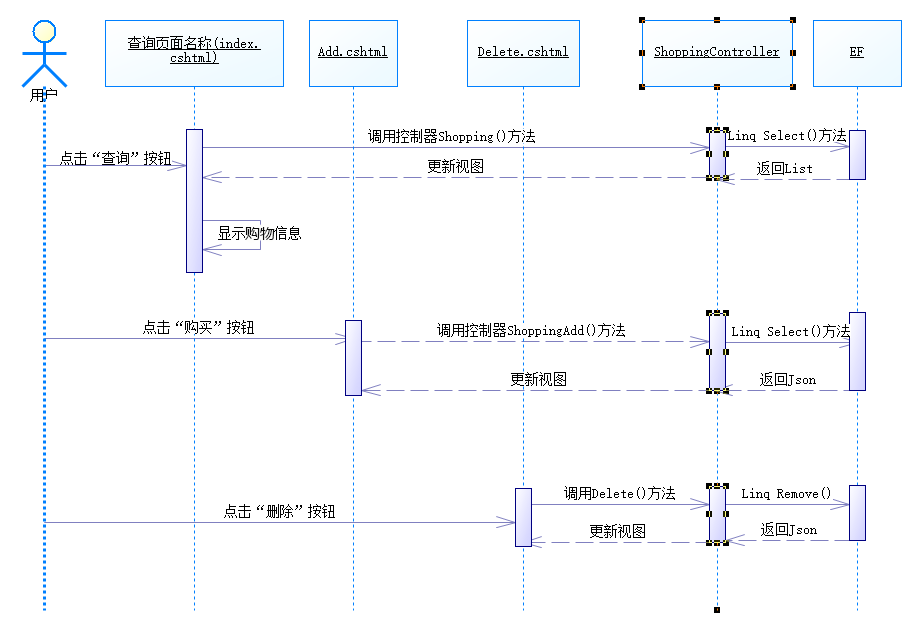 用户
查询页面名称(index.
cshtml)
Add.cshtml
Delete.cshtml
ShoppingController
EF
点击“查询”按钮
调用控制器Shopping()方法
Linq Select()方法
更新视图
返回List
显示购物信息
点击“购买”按钮
调用控制器ShoppingAdd()方法
Linq Select()方法
更新视图
返回Json
点击“删除”按钮
调用Delete()方法
Linq Remove()
更新视图
返回Json